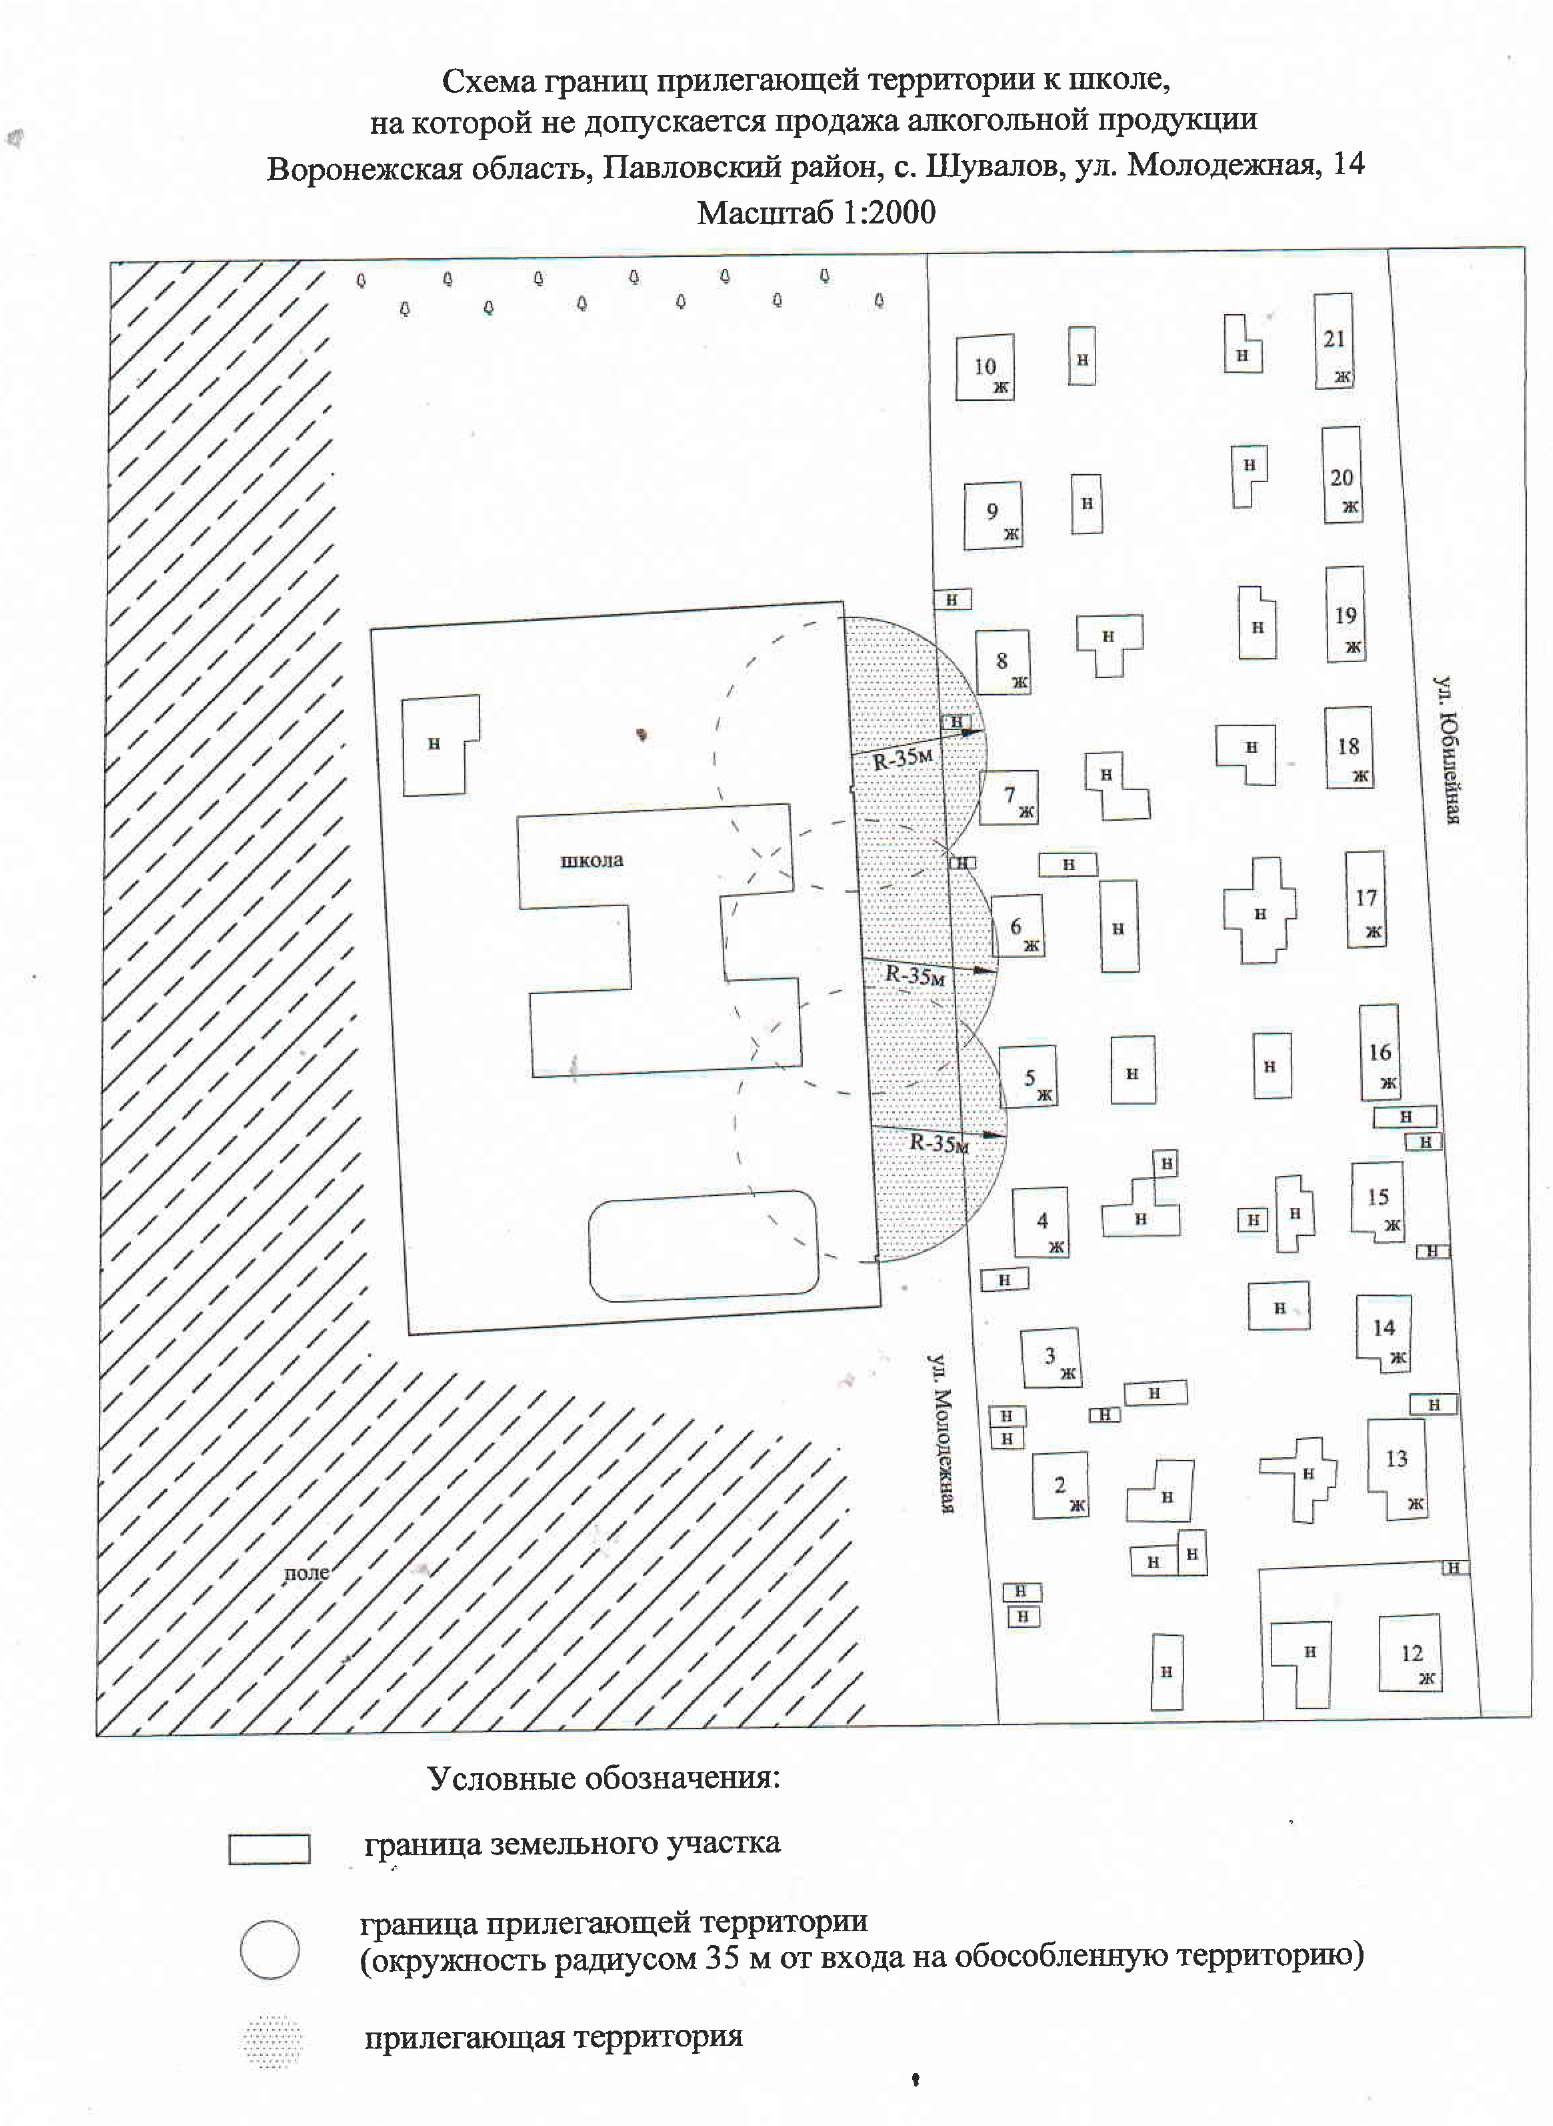 Схема границ прилегающей территории к школе,
на которой не допускается продажа алкогольной продукции
Воронежская область, Павловский район, с. Шувалов, ул. Молодежная, 14
Масштаб 1:2000
10 ж
н
н
21 ж
9 ж
н
н
20 ж
н
8 ж
н
н
19 ж
н
н
R-35м
7 ж
н
н
18 ж
ул. Юбилейная
школа
н
н
6 ж
н
н
17 ж
R-35м
5 ж
н
н
16 ж
н
н
R-35м
н
4 ж
н
н
н
15 ж
н
н
н
14 ж
3 ж
н
н
н
н
н
ул. Молодежная
2 ж
н
н
13 ж
н
н
н
н
н
поле
н
н
12 ж
Условные обозначения:
граница земельного участка
граница прилегающей территории
(окружность радиусом 35 м от входа на обособленную территорию)
прилегающая территория